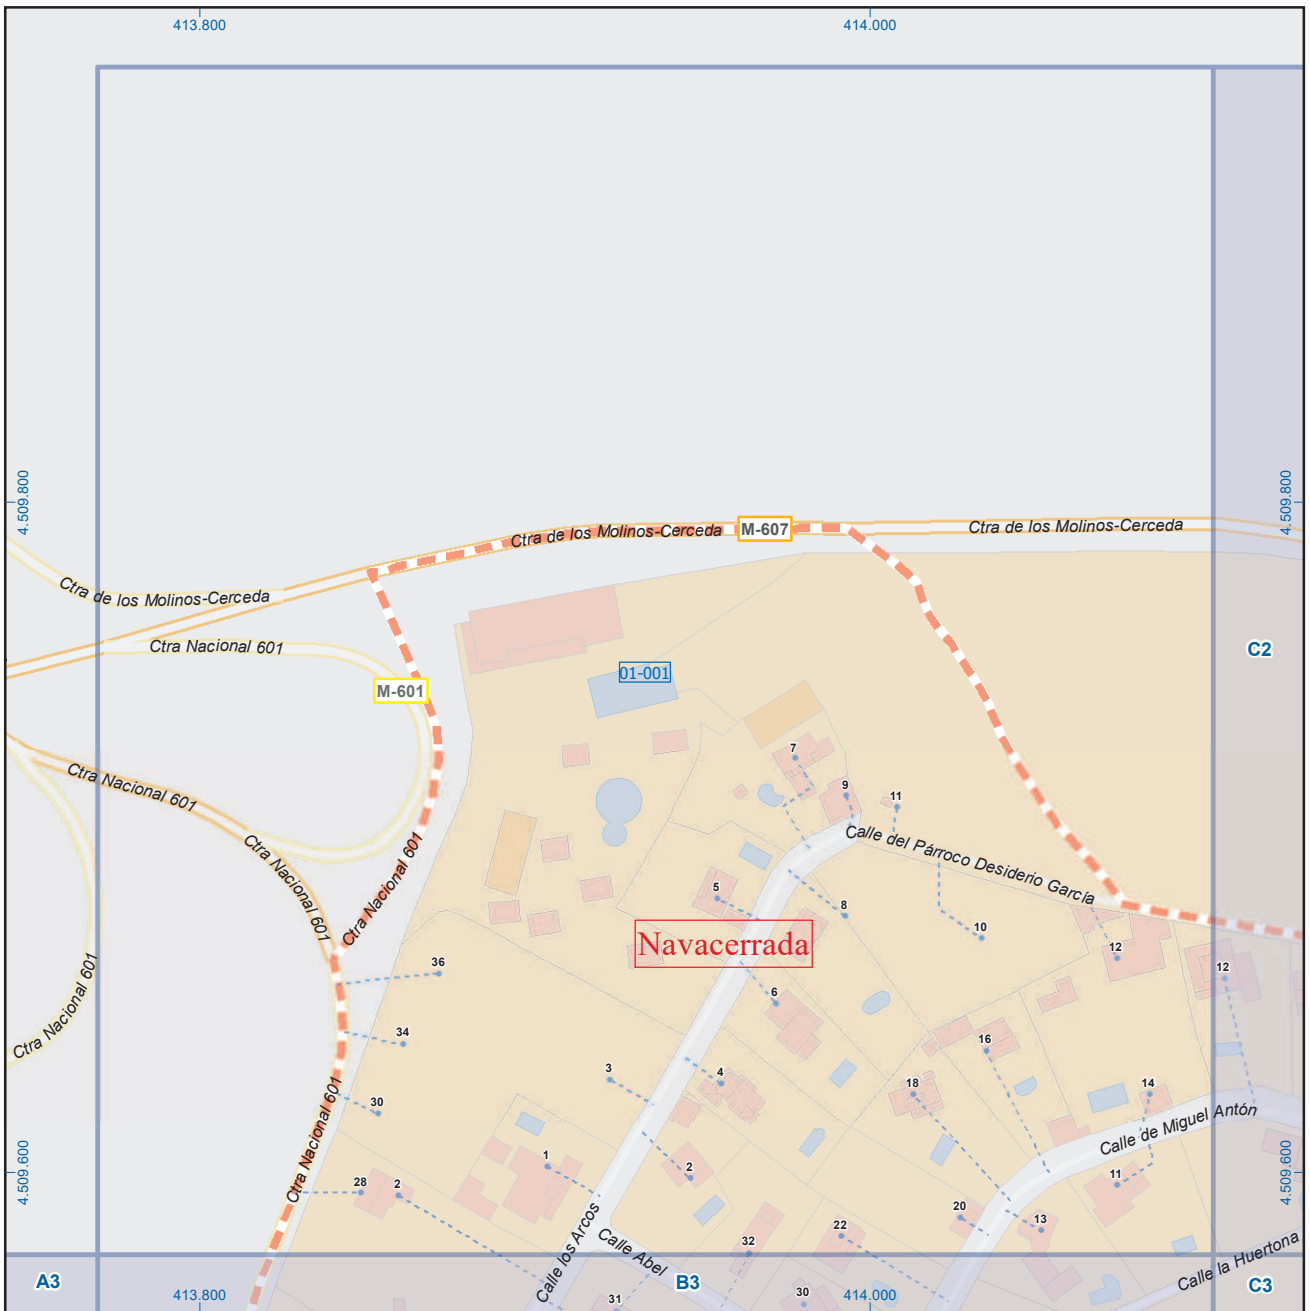 413.800
414.000
4.509.800
4.509.800
Ctra de los Molinos-Cerceda
M-607
Ctra de los Molinos-Cerceda
Ctra de los Molinos-Cerceda
Ctra Nacional 601
C2
01-001
M-601
7
Ctra Nacional 601
9
11
Calle del Párroco Desiderio García
Ctra Nacional 601
Ctra Nacional 601
5
8
10
Navacerrada
12
12
36
Ctra Nacional 601
6
34
16
3
4
18
14
30
Calle de Miguel Antón
Ctra Nacional 601
1
2
11
28
2
4.509.600
4.509.600
20
13
22
32
Calle los Arcos
Calle Abel
Calle la Huertona
A3
B3
C3
413.800
31
30
414.000